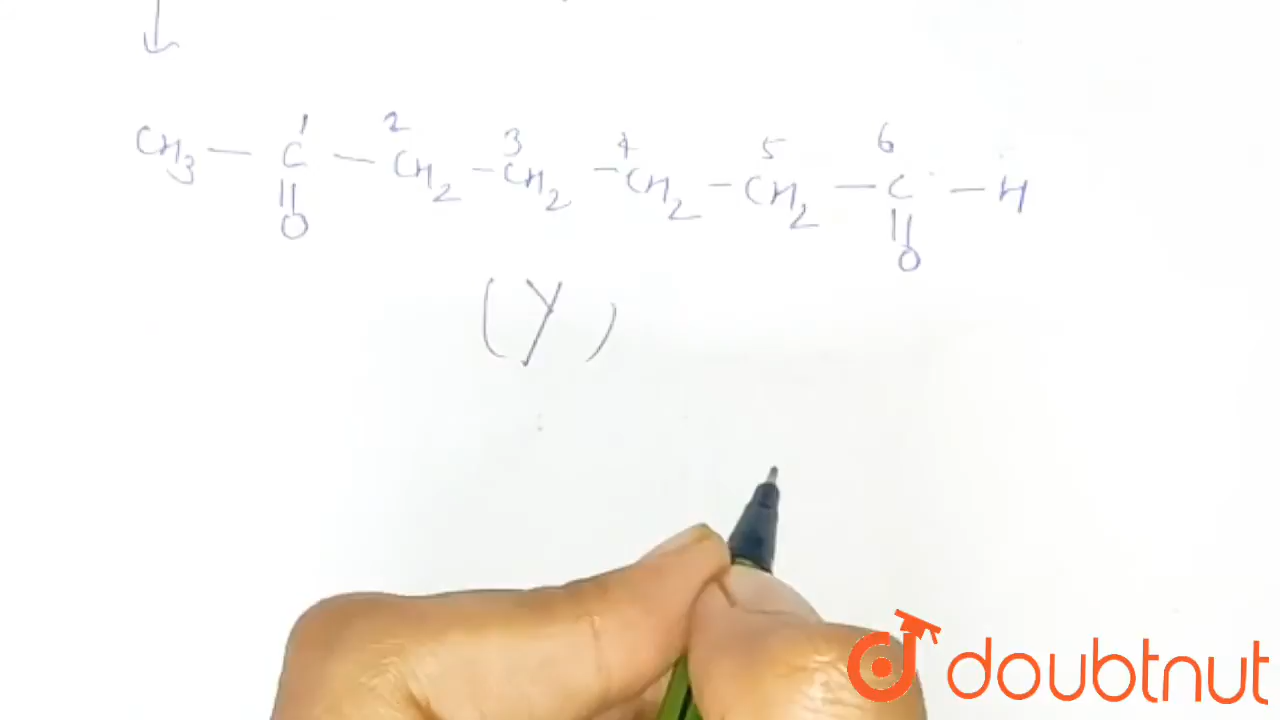 1 2 3 4 5 6
CH3 — C — CH2 – CH2 – CH2 – CH2 — C — H
|| ||
O O
(Y)
doubtnut